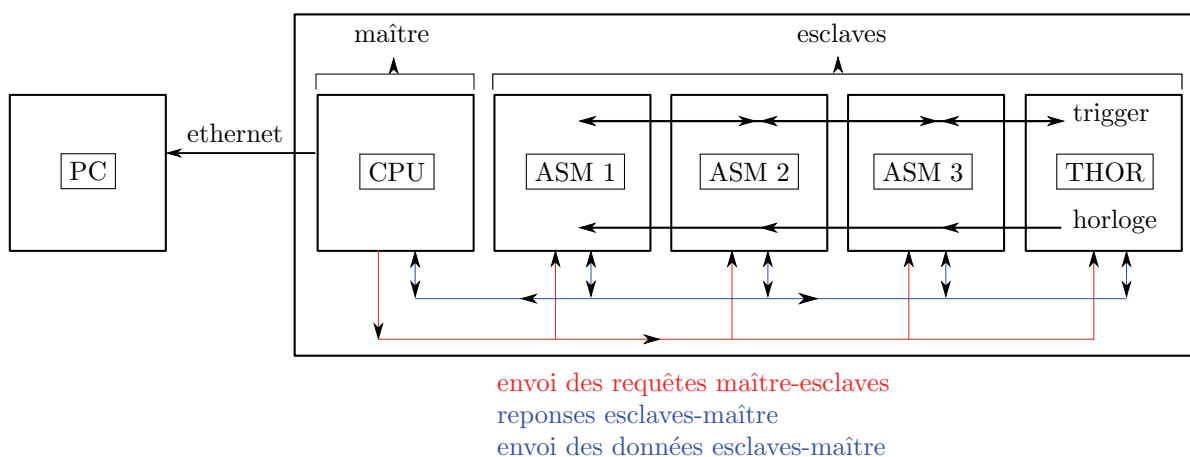 maître
esclaves
ethernet
trigger
PC
CPU
ASM 1
ASM 2
ASM 3
THOR
horloge
envoi des requêtes maître-esclaves
reponses esclaves-maître
envoi des données esclaves-maître